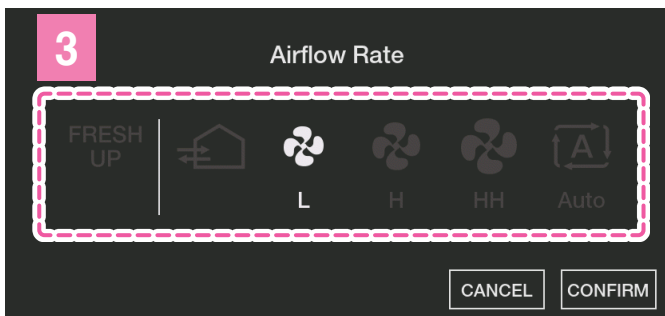 3
Airflow Rate
FRESH
UP
A
L H HH Auto
CANCEL CONFIRM